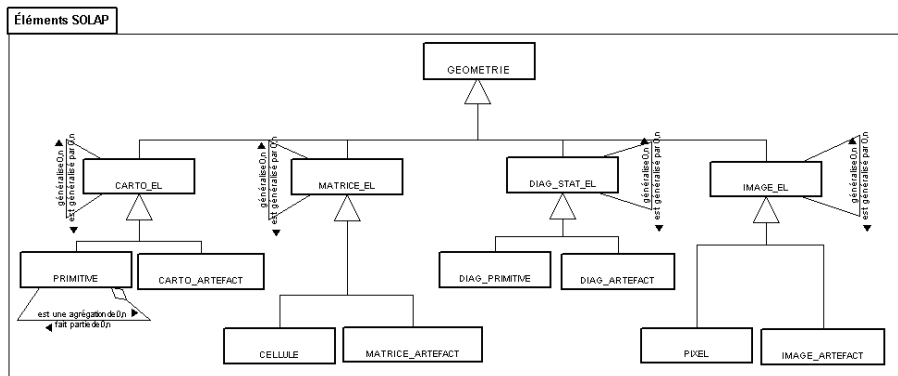 Éléments SOLAP
GEOMETRIE
généralise 0,n
est généralisé par 0,n
CARTO_EL
généralise 0,n
est généralisé par 0,n
MATRICE_EL
DIAG_STAT_EL
généralise 0,n
est généralisé par 0,n
IMAGE_EL
généralise 0,n
est généralisé par 0,n
PRIMITIVE
CARTO_ARTEFACT
DIAG_PRIMITIVE
DIAG_ARTEFACT
est une agrégation de 0,n
fait partie de 0,n
CELLULE
MATRICE_ARTEFACT
PIXEL
IMAGE_ARTEFACT